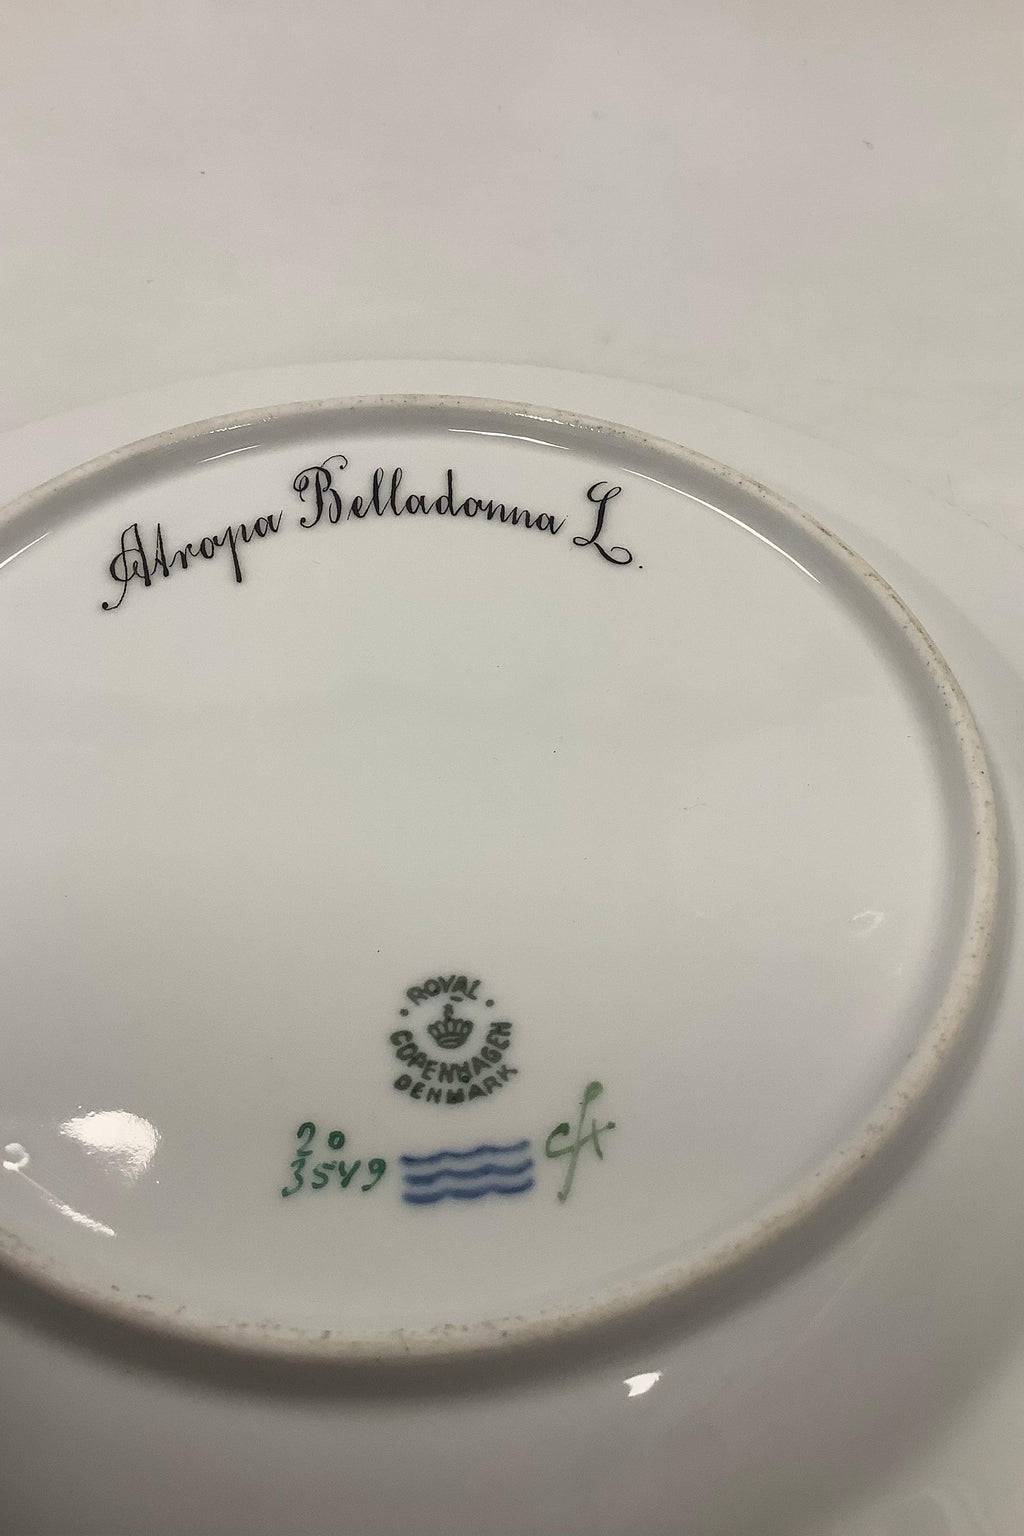 Atropa Belladonna L.
ROYAL
COPENHAGEN
DENMARK
20
3549